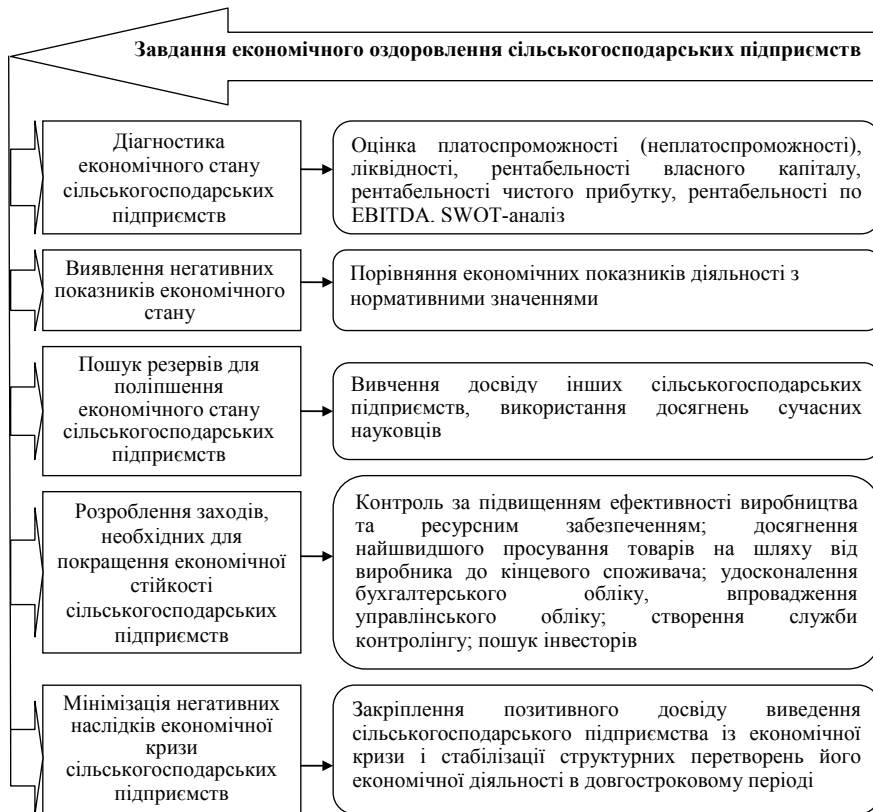 Завдання економічного оздоровлення сільськогосподарських підприємств
Діагностика
економічного стану
сільськогосподарських
підприємств
Оцінка платоспроможності (неплатоспроможності),
ліквідності, рентабельності власного капіталу,
рентабельності чистого прибутку, рентабельності по
EBITDA. SWOT-аналіз
Виявлення негативних
показників економічного
стану
Порівняння економічних показників діяльності з
нормативними значеннями
Пошук резервів для
поліпшення
економічного стану
сільськогосподарських
підприємств
Вивчення досвіду інших сільськогосподарських
підприємств, використання досягнень сучасних
науковців
Розроблення заходів,
необхідних для
покращення економічної
стійкості
сільськогосподарських
підприємств
Контроль за підвищенням ефективності виробництва
та ресурсним забезпеченням; досягнення
найшвидшого просування товарів на шляху від
виробника до кінцевого споживача; удосконалення
бухгалтерського обліку, впровадження
управлінського обліку; створення служби
контролінгу; пошук інвесторів
Мінімізація негативних
наслідків економічної
кризи
сільськогосподарських
підприємств
Закріплення позитивного досвіду виведення
сільськогосподарського підприємства із економічної
кризи і стабілізації структурних перетворень його
економічної діяльності в довгостроковому періоді